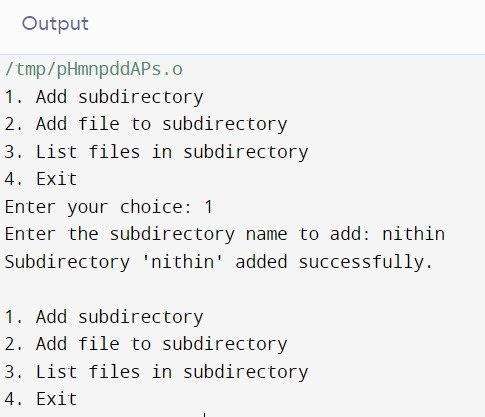 Output
/tmp/pHmnpddAPs.o
1. Add subdirectory
2. Add file to subdirectory
3. List files in subdirectory
4. Exit
Enter your choice: 1
Enter the subdirectory name to add: nithin
Subdirectory 'nithin' added successfully.
1. Add subdirectory
2. Add file to subdirectory
3. List files in subdirectory
4. Exit